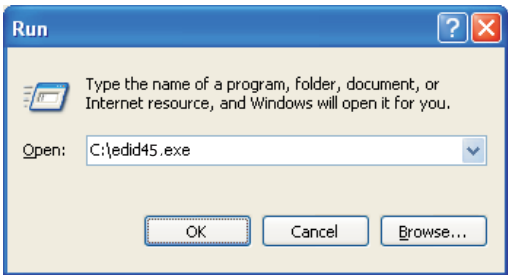 Run
Type the name of a program, folder, document, or
Internet resource, and Windows will open it for you.
Open: C:\edid45.exe
OK Cancel Browse...